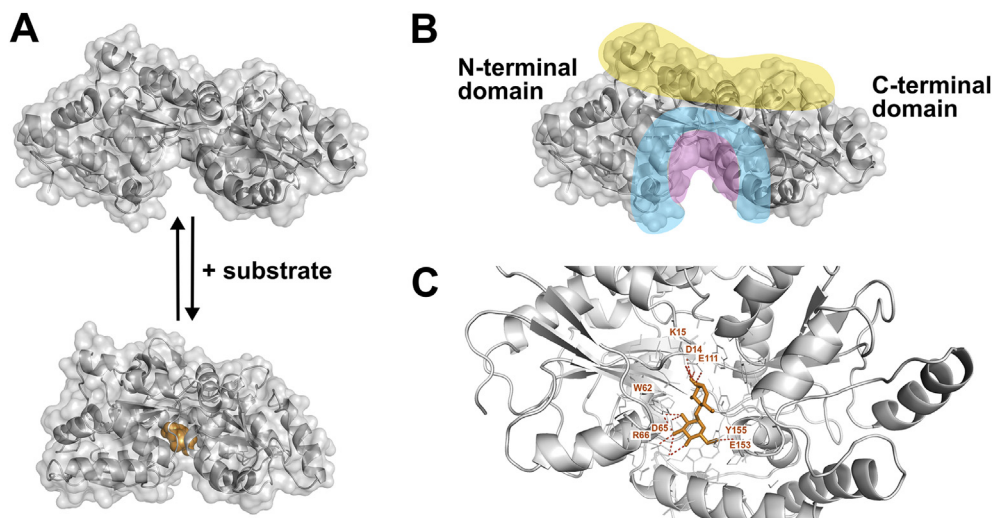 A
+ substrate
B
N-terminal
domain
C-terminal
domain
C
K15
D14
E111
W62
D65
R66
Y155
E153